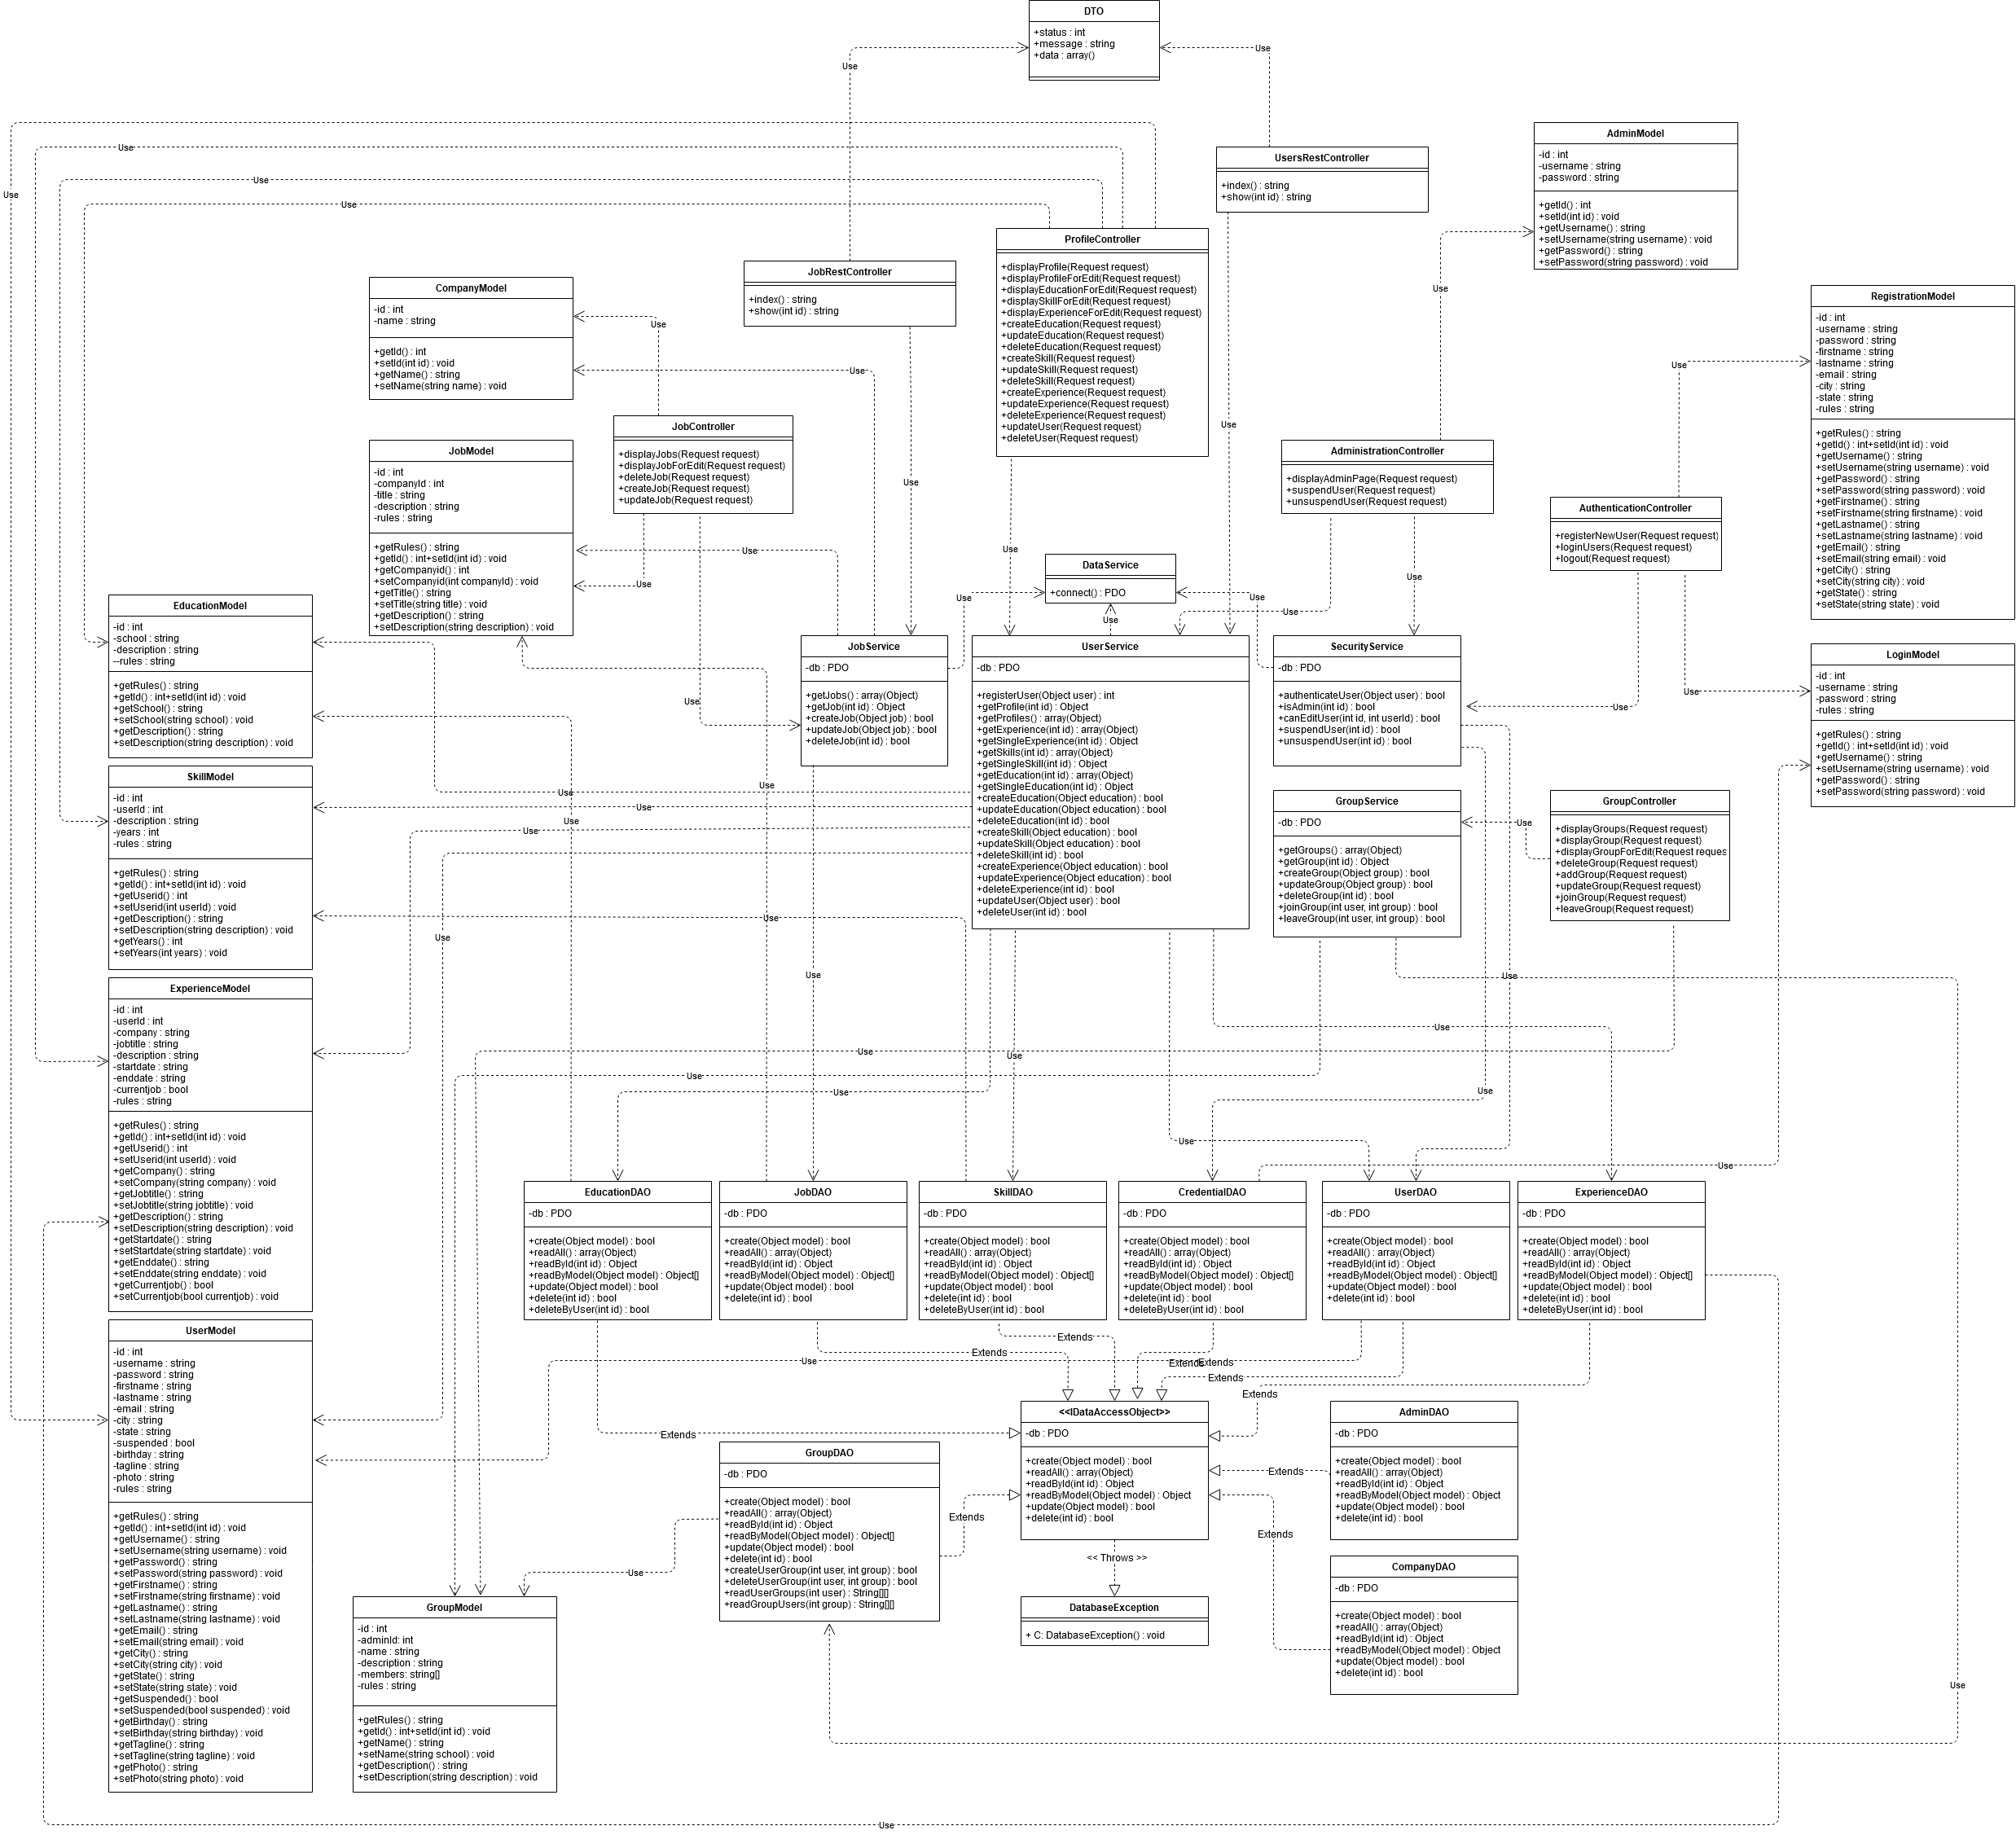 DTO
+status : int
+message : string
+data : array()
Use
Use
Use
Use
Use
Use
AdminModel
-id : int
-username : string
-password : string
+getId() : int
+setId(int id) : void
+getUsername() : string
+setUsername(string username) : void
+getPassword() : string
+setPassword(string password) : void
UsersRestController
+index() : string
+show(int id) : string
ProfileController
+displayProfile(Request request)
+displayProfileForEdit(Request request)
+displayEducationForEdit(Request request)
+displaySkillForEdit(Request request)
+displayExperienceForEdit(Request request)
+createEducation(Request request)
+updateEducation(Request request)
+deleteEducation(Request request)
+createSkill(Request request)
+updateSkill(Request request)
+deleteSkill(Request request)
+createExperience(Request request)
+updateExperience(Request request)
+deleteExperience(Request request)
+updateUser(Request request)
+deleteUser(Request request)
JobRestController
+index() : string
+show(int id) : string
CompanyModel
-id : int
-name : string
+getId() : int
+setId(int id) : void
+getName() : string
+setName(string name) : void
Use
Use
Use
Use
RegistrationModel
-id : int
-username : string
-password : string
-firstname : string
-lastname : string
-email : string
-city : string
-state : string
-rules : string
+getRules() : string
+getId() : int+setId(int id) : void
+getUsername() : string
+setUsername(string username) : void
+getPassword() : string
+setPassword(string password) : void
+getFirstname() : string
+setFirstname(string firstname) : void
+getLastname() : string
+setLastname(string lastname) : void
+getEmail() : string
+setEmail(string email) : void
+getCity() : string
+setCity(string city) : void
+getState() : string
+setState(string state) : void
JobController
+displayJobs(Request request)
+displayJobForEdit(Request request)
+deleteJob(Request request)
+createJob(Request request)
+updateJob(Request request)
JobModel
-id : int
-companyId : int
-title : string
-description : string
-rules : string
+getRules() : string
+getId() : int+setId(int id) : void
+getCompanyid() : int
+setCompanyid(int companyId) : void
+getTitle() : string
+setTitle(string title) : void
+getDescription() : string
+setDescription(string description) : void
AdministrationController
+displayAdminPage(Request request)
+suspendUser(Request request)
+unsuspendUser(Request request)
AuthenticationController
+registerNewUser(Request request)
+loginUsers(Request request)
+logout(Request request)
Use
Use
Use
Use
Use
Use
DataService
+connect() : PDO
Use
Use
Use
Use
EducationModel
-id : int
-school : string
-description : string
--rules : string
+getRules() : string
+getId() : int+setId(int id) : void
+getSchool() : string
+setSchool(string school) : void
+getDescription() : string
+setDescription(string description) : void
JobService
-db : PDO
+getJobs() : array(Object)
+getJob(int id) : Object
+createJob(Object job) : bool
+updateJob(Object job) : bool
+deleteJob(int id) : bool
UserService
-db : PDO
+registerUser(Object user) : int
+getProfile(int id) : Object
+getProfiles() : array(Object)
+getExperience(int id) : array(Object)
+getSingleExperience(int id) : Object
+getSkills(int id) : array(Object)
+getSingleSkill(int id) : Object
+getEducation(int id) : array(Object)
+getSingleEducation(int id) : Object
+createEducation(Object education) : bool
+updateEducation(Object education) : bool
+deleteEducation(int id) : bool
+createSkill(Object education) : bool
+updateSkill(Object education) : bool
+deleteSkill(int id) : bool
+createExperience(Object education) : bool
+updateExperience(Object education) : bool
+deleteExperience(int id) : bool
+updateUser(Object user) : bool
+deleteUser(int id) : bool
SecurityService
-db : PDO
+authenticateUser(Object user) : bool
+isAdmin(int id) : bool
+canEditUser(int id, int userId) : bool
+suspendUser(int id) : bool
+unsuspendUser(int id) : bool
LoginModel
-id : int
-username : string
-password : string
-rules : string
+getRules() : string
+getId() : int+setId(int id) : void
+getUsername() : string
+setUsername(string username) : void
+getPassword() : string
+setPassword(string password) : void
Use
Use
Use
Use
Use
Use
Use
Use
Use
SkillModel
-id : int
-userId : int
-description : string
-years : int
-rules : string
+getRules() : string
+getId() : int+setId(int id) : void
+getUserid() : int
+setUserid(int userId) : void
+getDescription() : string
+setDescription(string description) : void
+getYears() : int
+setYears(int years) : void
GroupService
-db : PDO
+getGroups() : array(Object)
+getGroup(int id) : Object
+createGroup(Object group) : bool
+updateGroup(Object group) : bool
+deleteGroup(int id) : bool
+joinGroup(int user, int group) : bool
+leaveGroup(int user, int group) : bool
GroupController
+displayGroups(Request request)
+displayGroup(Request request)
+displayGroupForEdit(Request reques
+deleteGroup(Request request)
+addGroup(Request request)
+updateGroup(Request request)
+joinGroup(Request request)
+leaveGroup(Request request)
Use
Use
Use
Use
Use
Use
Use
Use
Use
Use
Use
Use
Use
ExperienceModel
-id : int
-userId : int
-company : string
-jobtitle : string
-description : string
-startdate : string
-enddate : string
-currentjob : bool
-rules : string
+getRules() : string
+getId() : int+setId(int id) : void
+getUserid() : int
+setUserid(int userId) : void
+getCompany() : string
+setCompany(string company) : void
+getJobtitle() : string
+setJobtitle(string jobtitle) : void
+getDescription() : string
+setDescription(string description) : void
+getStartdate() : string
+setStartdate(string startdate) : void
+getEnddate() : string
+setEnddate(string enddate) : void
+getCurrentjob() : bool
+setCurrentjob(bool currentjob) : void
EducationDAO
-db : PDO
+create(Object model) : bool
+readAll() : array(Object)
+readById(int id) : Object
+readByModel(Object model) : Object[]
+update(Object model) : bool
+delete(int id) : bool
+deleteByUser(int id) : bool
JobDAO
-db : PDO
+create(Object model) : bool
+readAll() : array(Object)
+readById(int id) : Object
+readByModel(Object model) : Object[]
+update(Object model) : bool
+delete(int id) : bool
SkillDAO
-db : PDO
+create(Object model) : bool
+readAll() : array(Object)
+readById(int id) : Object
+readByModel(Object model) : Object[]
+update(Object model) : bool
+delete(int id) : bool
+deleteByUser(int id) : bool
CredentialDAO
-db : PDO
+create(Object model) : bool
+readAll() : array(Object)
+readById(int id) : Object
+readByModel(Object model) : Object[]
+update(Object model) : bool
+delete(int id) : bool
+deleteByUser(int id) : bool
UserDAO
-db : PDO
+create(Object model) : bool
+readAll() : array(Object)
+readById(int id) : Object
+readByModel(Object model) : Object[]
+update(Object model) : bool
+delete(int id) : bool
ExperienceDAO
-db : PDO
+create(Object model) : bool
+readAll() : array(Object)
+readById(int id) : Object
+readByModel(Object model) : Object[]
+update(Object model) : bool
+delete(int id) : bool
+deleteByUser(int id) : bool
Extends
Extends
Use
Extends
Extends
Extends
Extends
Extends
Extends
Extends
Extends
UserModel
-id : int
-username : string
-password : string
-firstname : string
-lastname : string
-email : string
-city : string
-state : string
-suspended : bool
-birthday : string
-tagline : string
-photo : string
-rules : string
+getRules() : string
+getId() : int+setId(int id) : void
+getUsername() : string
+setUsername(string username) : void
+getPassword() : string
+setPassword(string password) : void
+getFirstname() : string
+setFirstname(string firstname) : void
+getLastname() : string
+setLastname(string lastname) : void
+getEmail() : string
+setEmail(string email) : void
+getCity() : string
+setCity(string city) : void
+getState() : string
+setState(string state) : void
+getSuspended() : bool
+setSuspended(bool suspended) : void
+getBirthday() : string
+setBirthday(string birthday) : void
+getTagline() : string
+setTagline(string tagline) : void
+getPhoto() : string
+setPhoto(string photo) : void
<<IDataAccessObject>>
-db : PDO
+create(Object model) : bool
+readAll() : array(Object)
+readById(int id) : Object
+readByModel(Object model) : Object
+update(Object model) : bool
+delete(int id) : bool
AdminDAO
-db : PDO
+create(Object model) : bool
+readAll() : array(Object)
+readById(int id) : Object
+readByModel(Object model) : Object
+update(Object model) : bool
+delete(int id) : bool
GroupDAO
-db : PDO
+create(Object model) : bool
+readAll() : array(Object)
+readById(int id) : Object
+readByModel(Object model) : Object[]
+update(Object model) : bool
+delete(int id) : bool
+createUserGroup(int user, int group) : bool
+deleteUserGroup(int user, int group) : bool
+readUserGroups(int user) : String[][]
+readGroupUsers(int group) : String[][]
<< Throws >>
Use
CompanyDAO
-db : PDO
+create(Object model) : bool
+readAll() : array(Object)
+readById(int id) : Object
+readByModel(Object model) : Object
+update(Object model) : bool
+delete(int id) : bool
GroupModel
-id : int
-adminId: int
-name : string
-description : string
-members: string[]
-rules : string
+getRules() : string
+getId() : int+setId(int id) : void
+getName() : string
+setName(string school) : void
+getDescription() : string
+setDescription(string description) : void
DatabaseException
+ C: DatabaseException() : void
Use
Use